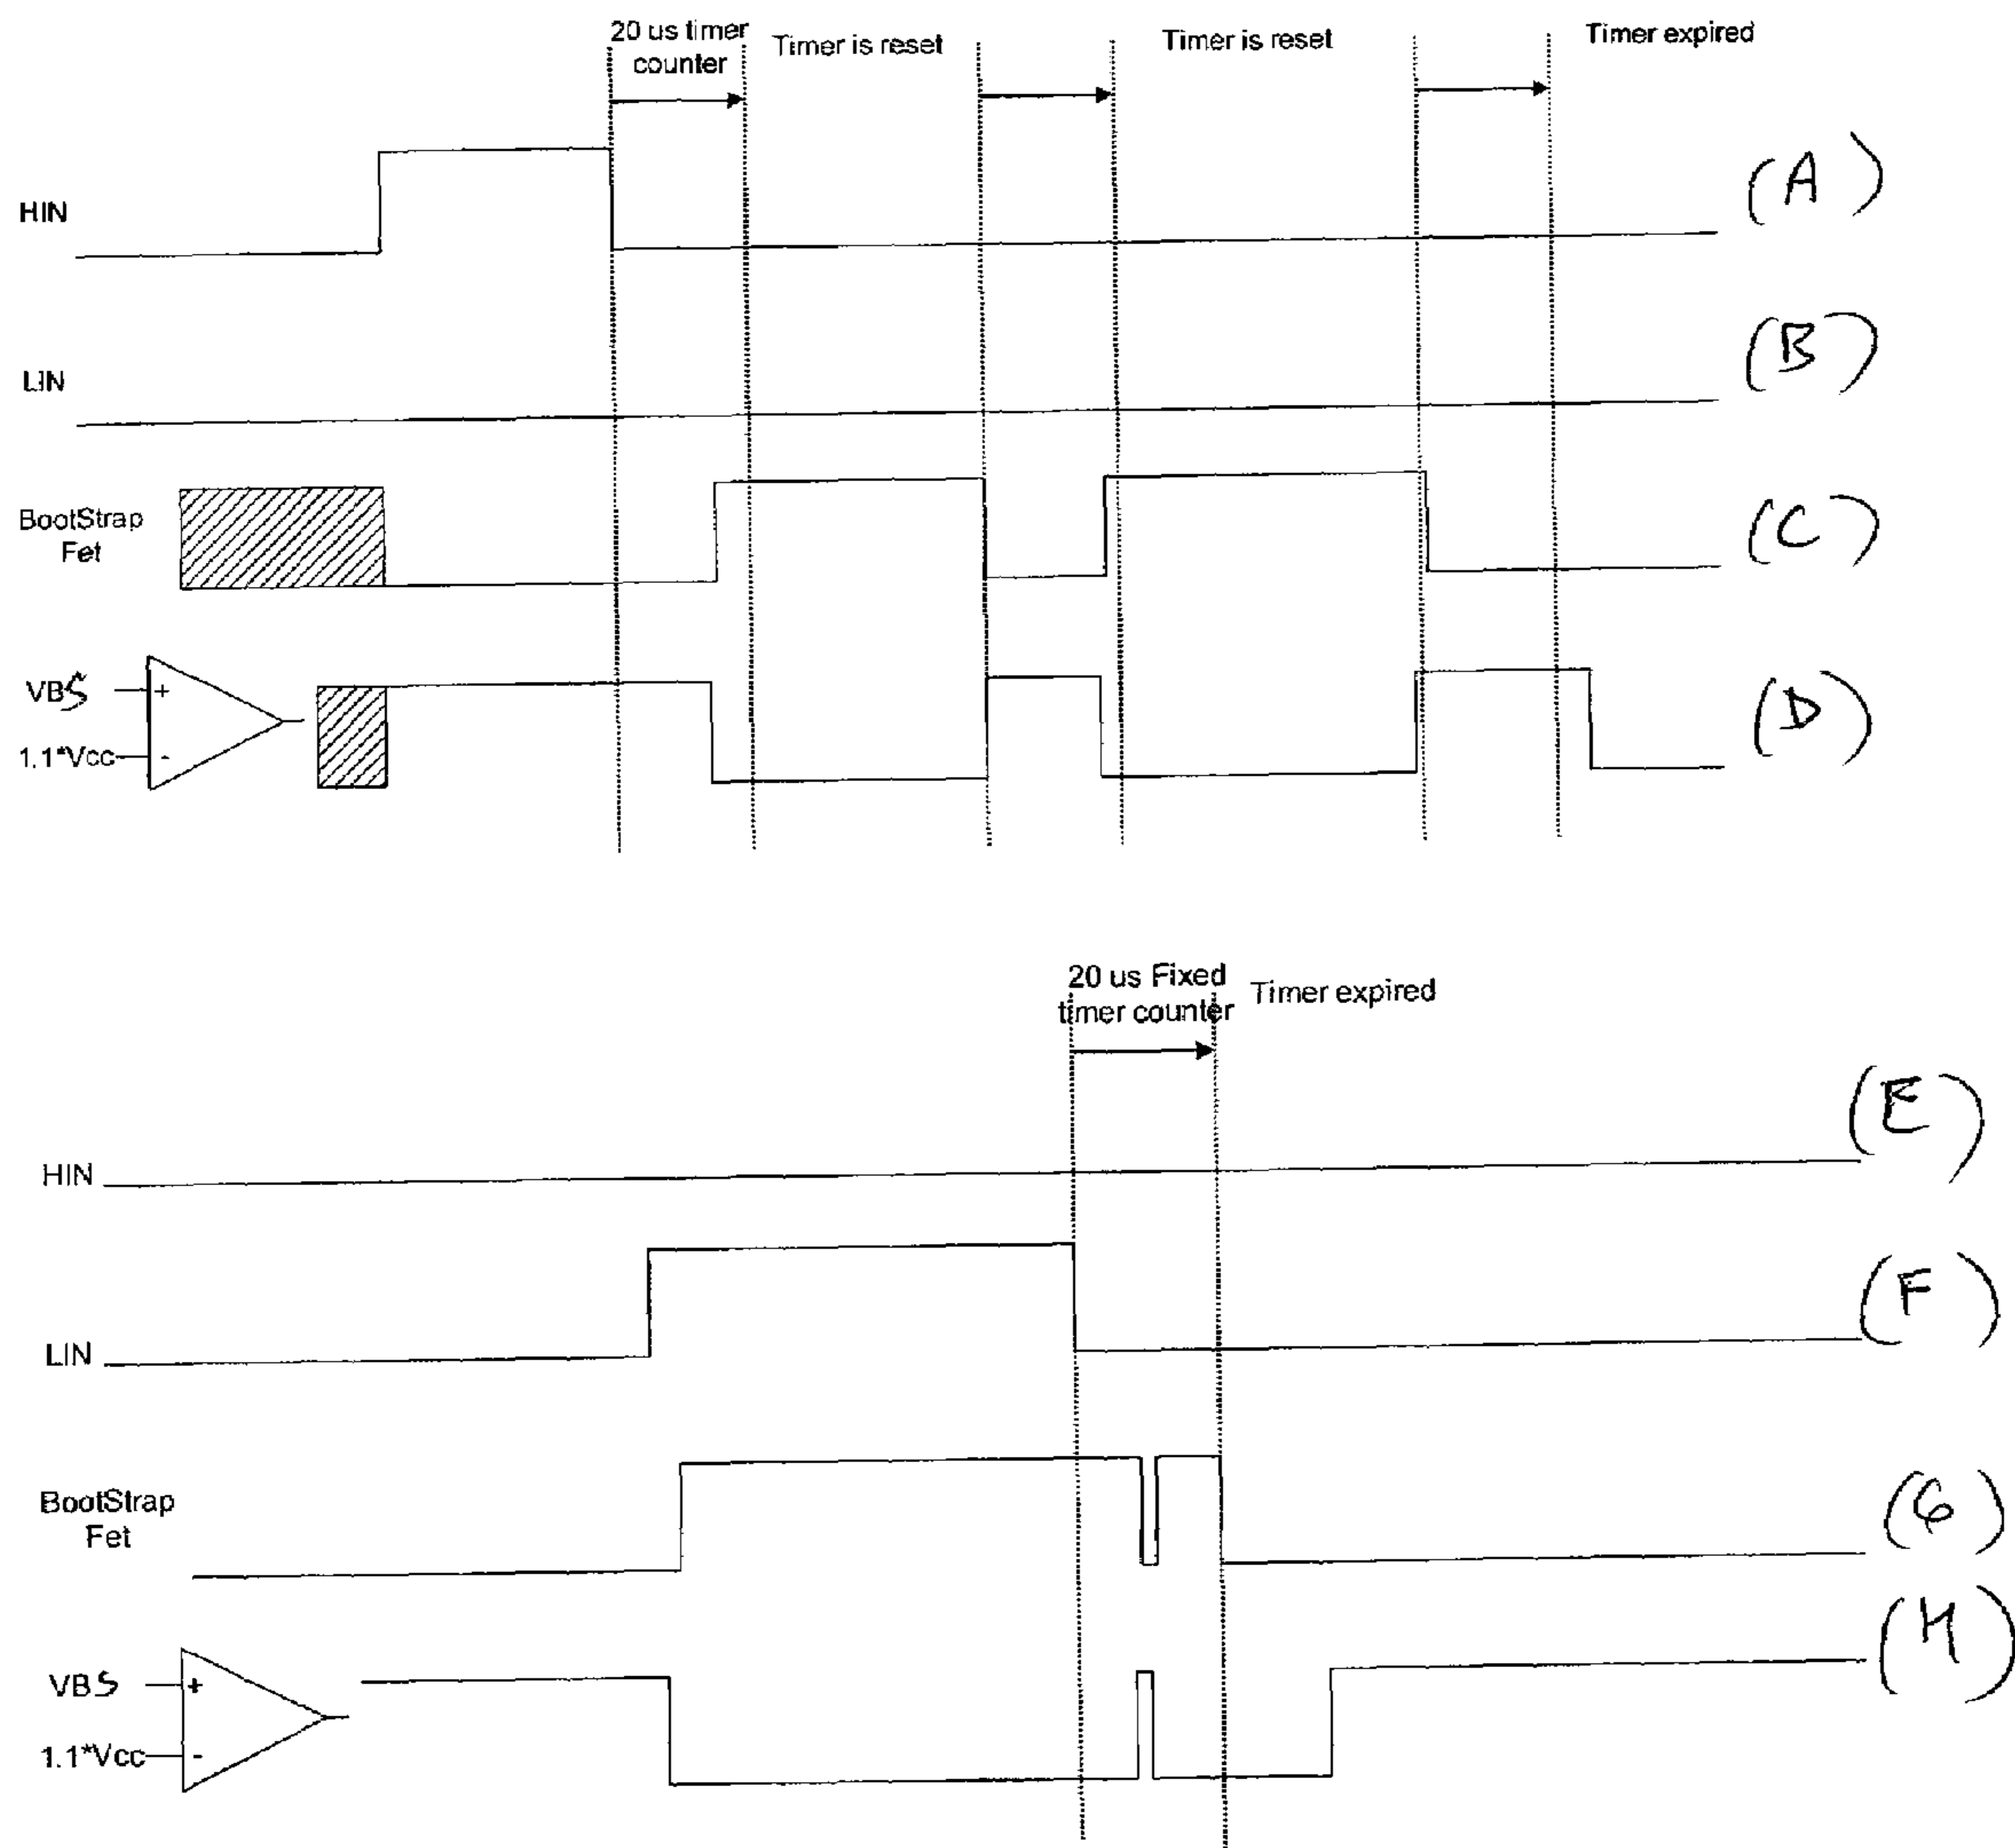 20 us timer
counter
Timer is reset
Timer is reset
Timer expired
HIN
(A)
LIN
(B)
BootStrap
Fet
(C)
VBS
+
1.1*Vcc
-
(D)
20 us Fixed
timer counter
Timer expired
HIN
(E)
LIN
(F)
BootStrap
Fet
(G)
VBS
+
1.1*Vcc
-
(H)